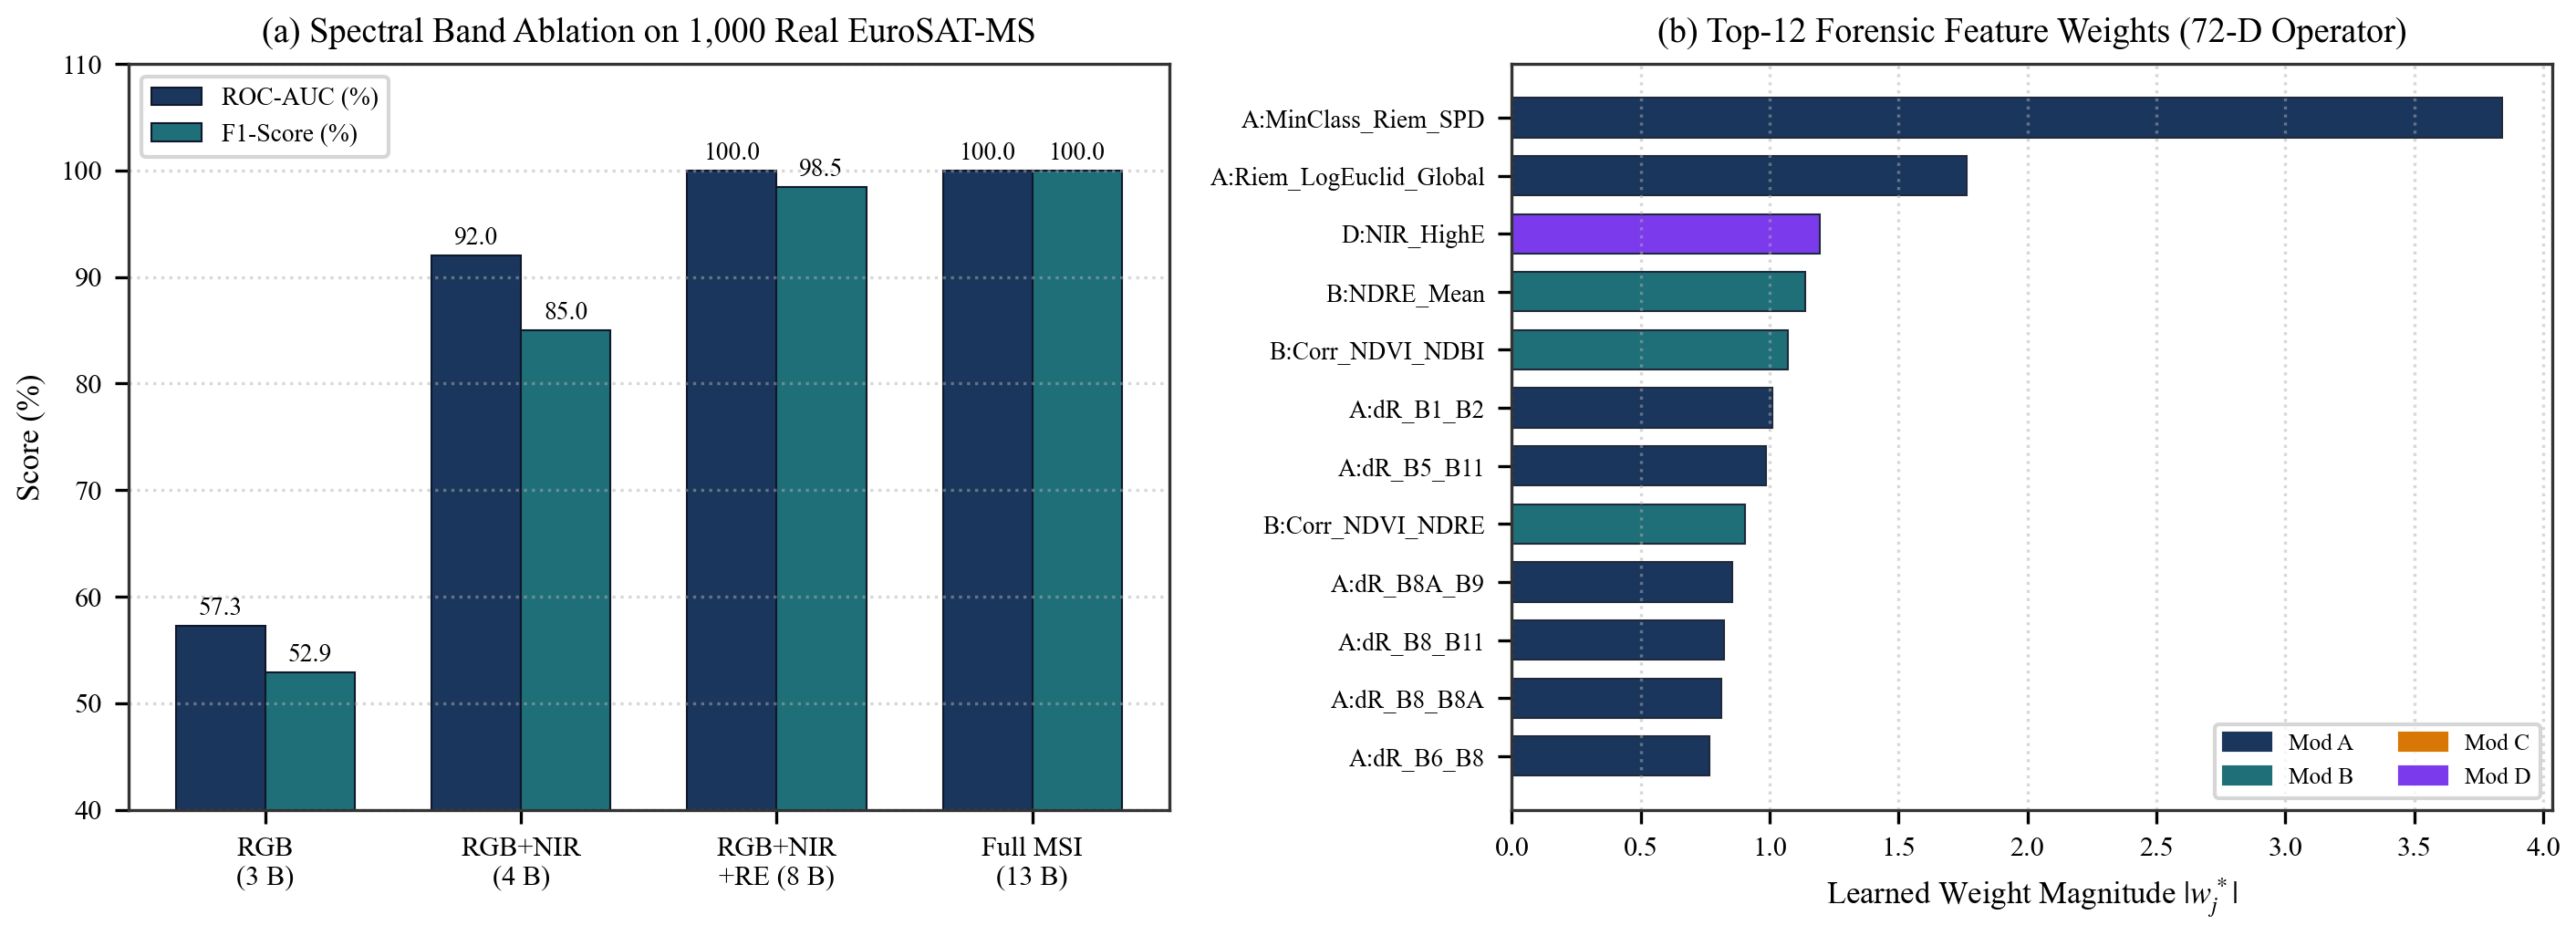 (a) Spectral Band Ablation on 1,000 Real EuroSAT-MS
ROC-AUC (%)
F1-Score (%)
Score (%)
110
100
90
80
70
60
50
40
57.3
52.9
92.0
85.0
100.0
98.5
100.0
100.0
RGB
(3 B)
RGB+NIR
(4 B)
RGB+NIR
+RE (8 B)
Full MSI
(13 B)
(b) Top-12 Forensic Feature Weights (72-D Operator)
A:MinClass_Riem_SPD
A:Riem_LogEuclid_Global
D:NIR_HighE
B:NDRE_Mean
B:Corr_NDVI_NDBI
A:dR_B1_B2
A:dR_B5_B11
B:Corr_NDVI_NDRE
A:dR_B8A_B9
A:dR_B8_B11
A:dR_B8_B8A
A:dR_B6_B8
Mod A
Mod B
Mod C
Mod D
0.0 0.5 1.0 1.5 2.0 2.5 3.0 3.5 4.0
Learned Weight Magnitude |w_j^*|